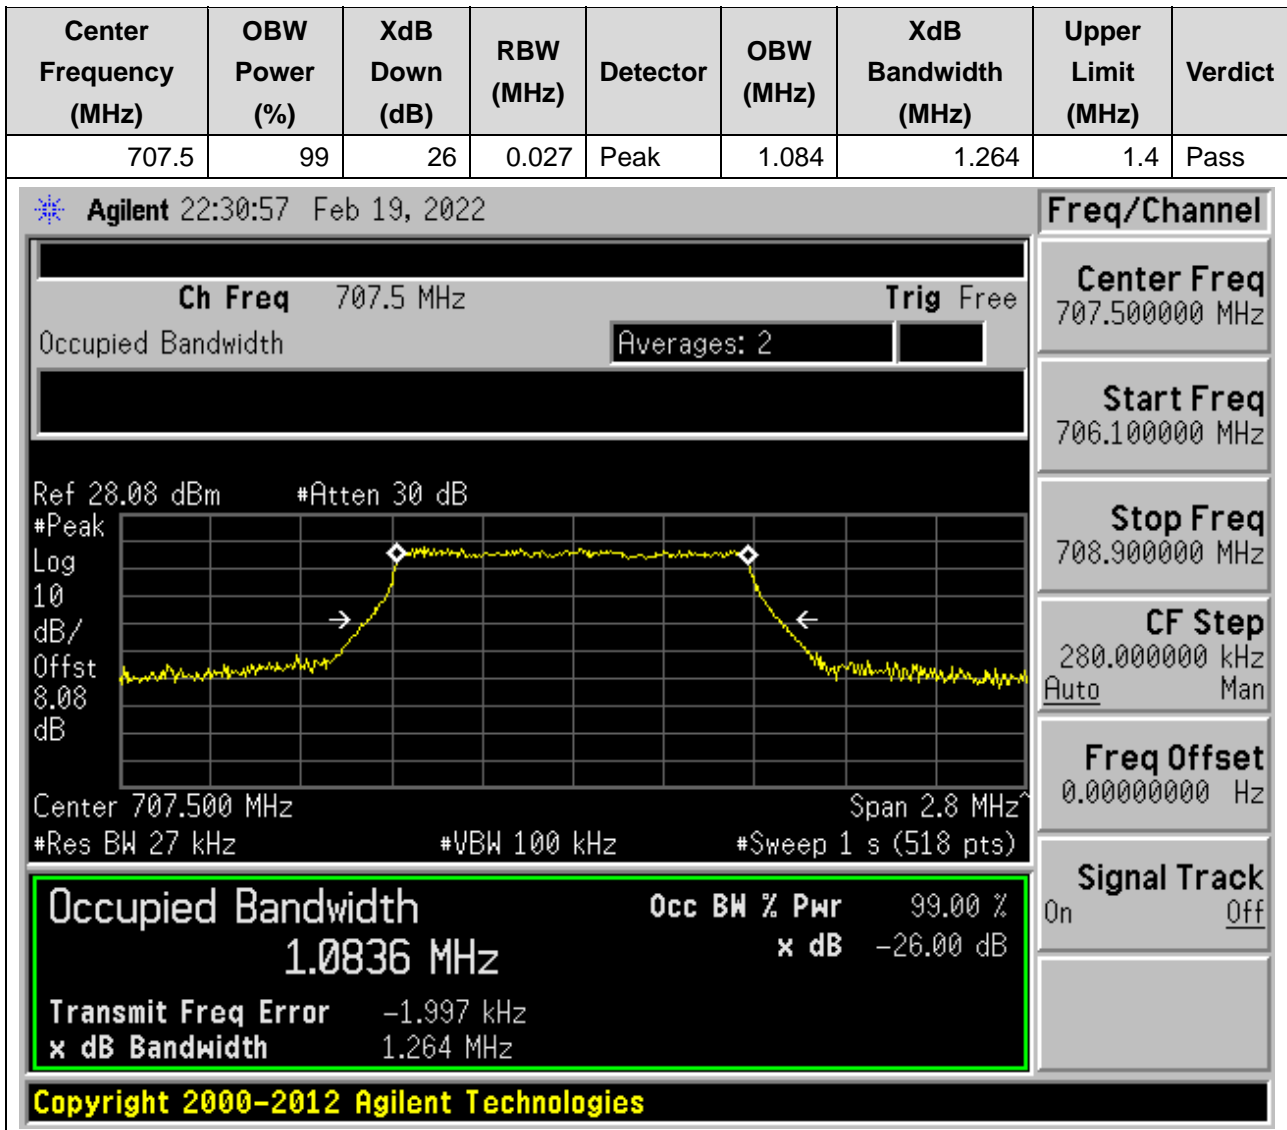 Center Frequency (MHz) OBW Power (%) XdB Down (dB) RBW (MHz) Detector OBW (MHz) XdB Bandwidth (MHz) Upper Limit (MHz) Verdict
707.5 99 26 0.027 Peak 1.084 1.264 1.4 Pass
Agilent 22:30:57 Feb 19, 2022
Ch Freq 707.5 MHz Trig Free
Occupied Bandwidth Averages: 2
Ref 28.08 dBm #Atten 30 dB
#Peak
Log
10
dB/
Offst
8.08
dB
Center 707.500 MHz Span 2.8 MHz^
#Res BW 27 kHz #VBW 100 kHz #Sweep 1 s (518 pts)
Occupied Bandwidth Occ BW % Pwr 99.00 %
1.0836 MHz x dB -26.00 dB
Transmit Freq Error -1.997 kHz
x dB Bandwidth 1.264 MHz
Copyright 2000-2012 Agilent Technologies
Freq/Channel
Center Freq
707.500000 MHz
Start Freq
706.100000 MHz
Stop Freq
708.900000 MHz
CF Step
280.000000 kHz
Auto Man
Freq Offset
0.00000000 Hz
Signal Track
On Off